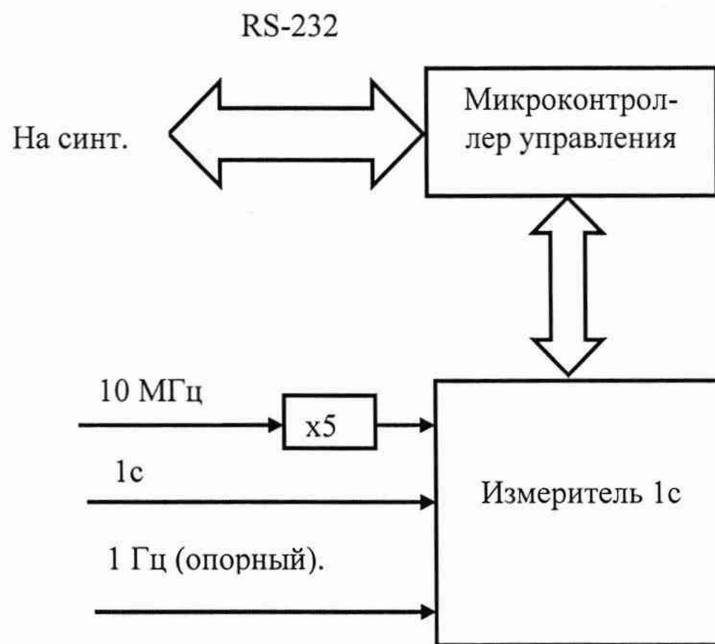 RS-232
Микроконтрол-
лер управления
На синт.
10 МГц
x5
1с
Измеритель 1с
1 Гц (опорный).